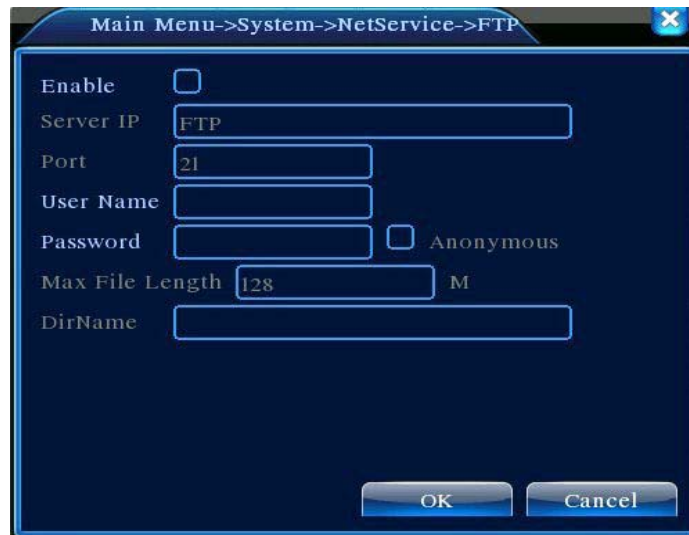 Main Menu->System->NetService->FTP
Enable
Server IP FTP
Port 21
User Name
Password Anonymous
Max File Length 128 M
DirName
OK Cancel